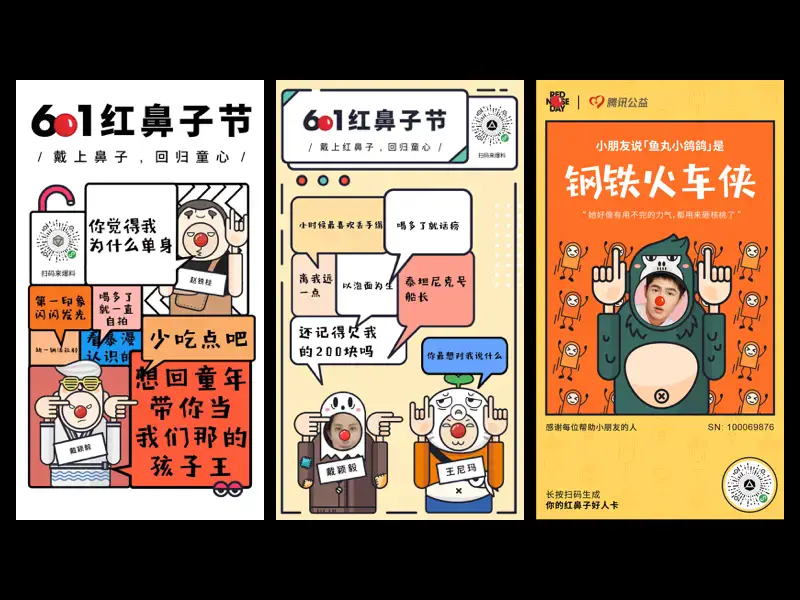 601红鼻子节
/ 戴上鼻子，回归童心 /
扫码来爆料
你觉得我
为什么单身
赵铁柱
第一印象
闪闪发光
喝多了
就一直
自拍
看泰漫
认识的
少吃点吧
想回童年
带你当
我们那的
孩子王
戴颖毅
601红鼻子节
/ 戴上红鼻子，回归童心 /
扫码来爆料
小时候最喜欢丢手绢
喝多了就话痨
离我远
一点
以泡面为生
泰坦尼克号
船长
还记得欠我
的200块吗
你最想对我说什么
戴颖毅
王尼玛
RED
NOSE
DAY
腾讯公益
小朋友说「鱼丸小鸽鸽」是
钢铁火车侠
“ 她好像有用不完的力气，都用来砸核桃了 ”
感谢每位帮助小朋友的人
SN: 100069876
长按扫码生成
你的红鼻子好人卡